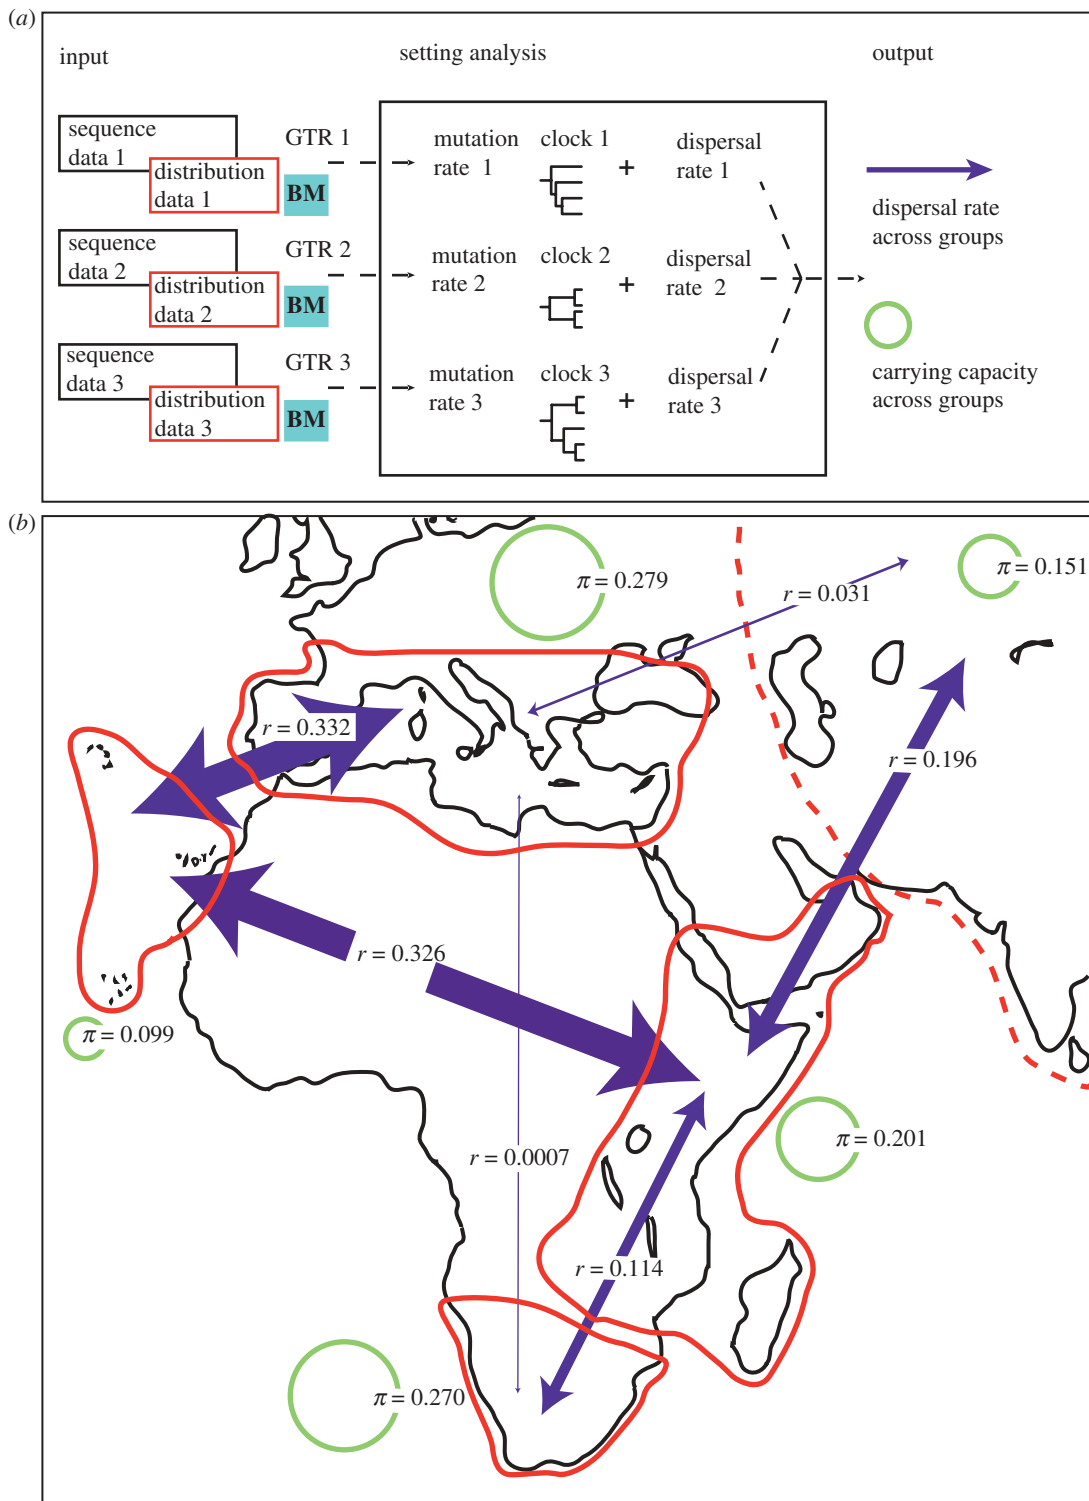 (a)
input
setting analysis
output
sequence
data 1
distribution
data 1
GTR 1
BM
mutation
rate 1
clock 1
+
dispersal
rate 1
sequence
data 2
distribution
data 2
GTR 2
BM
mutation
rate 2
clock 2
+
dispersal
rate 2
sequence
data 3
distribution
data 3
GTR 3
BM
mutation
rate 3
clock 3
+
dispersal
rate 3
dispersal rate
across groups
carrying capacity
across groups
(b)
π = 0.279
π = 0.151
r = 0.031
r = 0.332
r = 0.196
r = 0.326
π = 0.099
π = 0.201
r = 0.0007
r = 0.114
π = 0.270